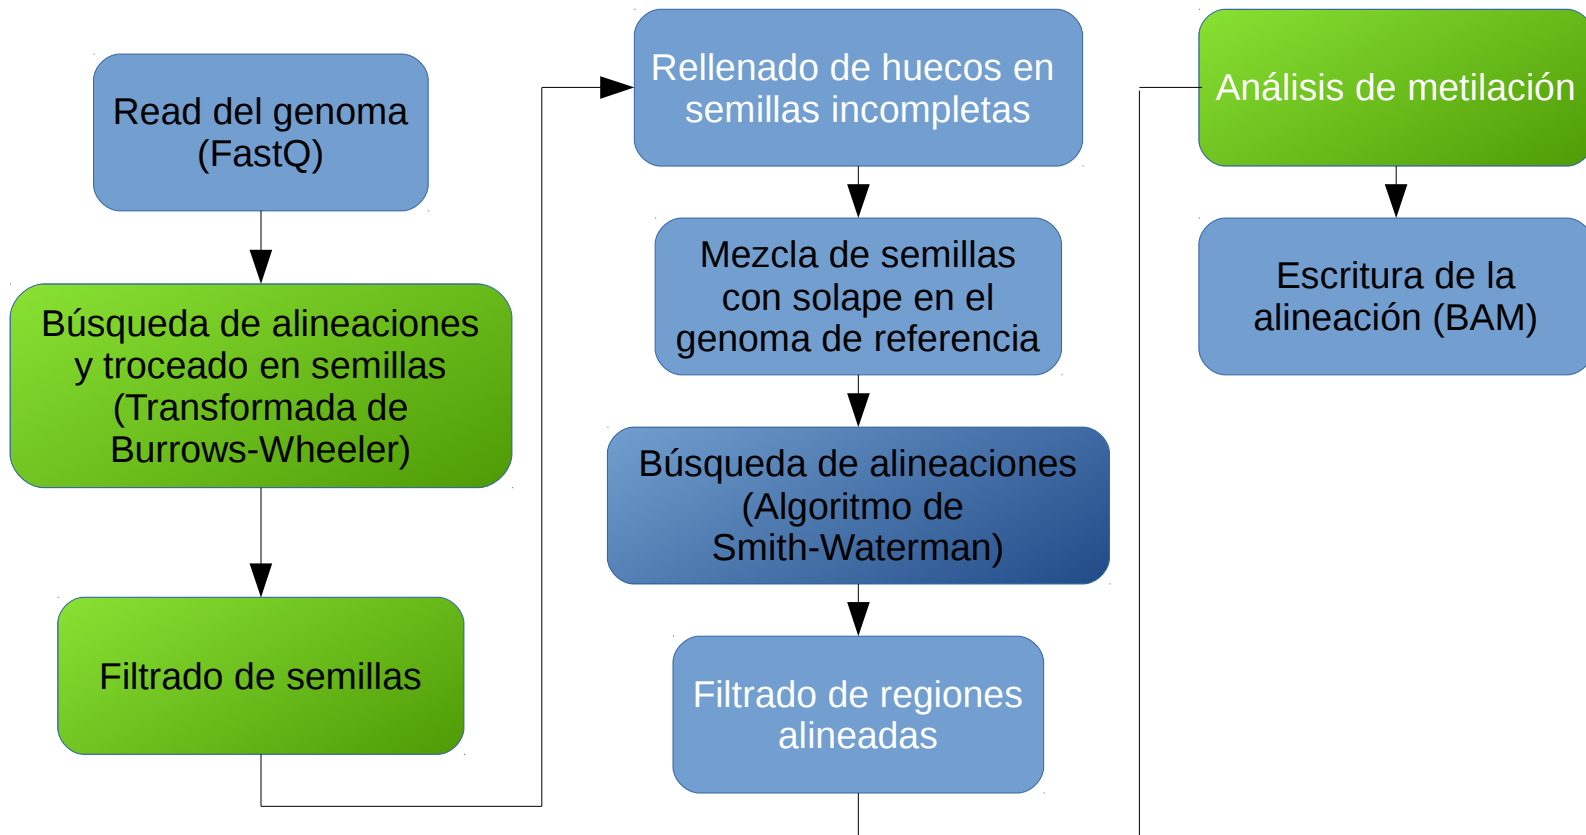 Read del genoma
(FastQ)
Búsqueda de alineaciones
y troceado en semillas
(Transformada de
Burrows-Wheeler)
Filtrado de semillas
Rellenado de huecos en
semillas incompletas
Mezcla de semillas
con solape en el
genoma de referencia
Búsqueda de alineaciones
(Algoritmo de
Smith-Waterman)
Filtrado de regiones
alineadas
Análisis de metilación
Escritura de la
alineación (BAM)